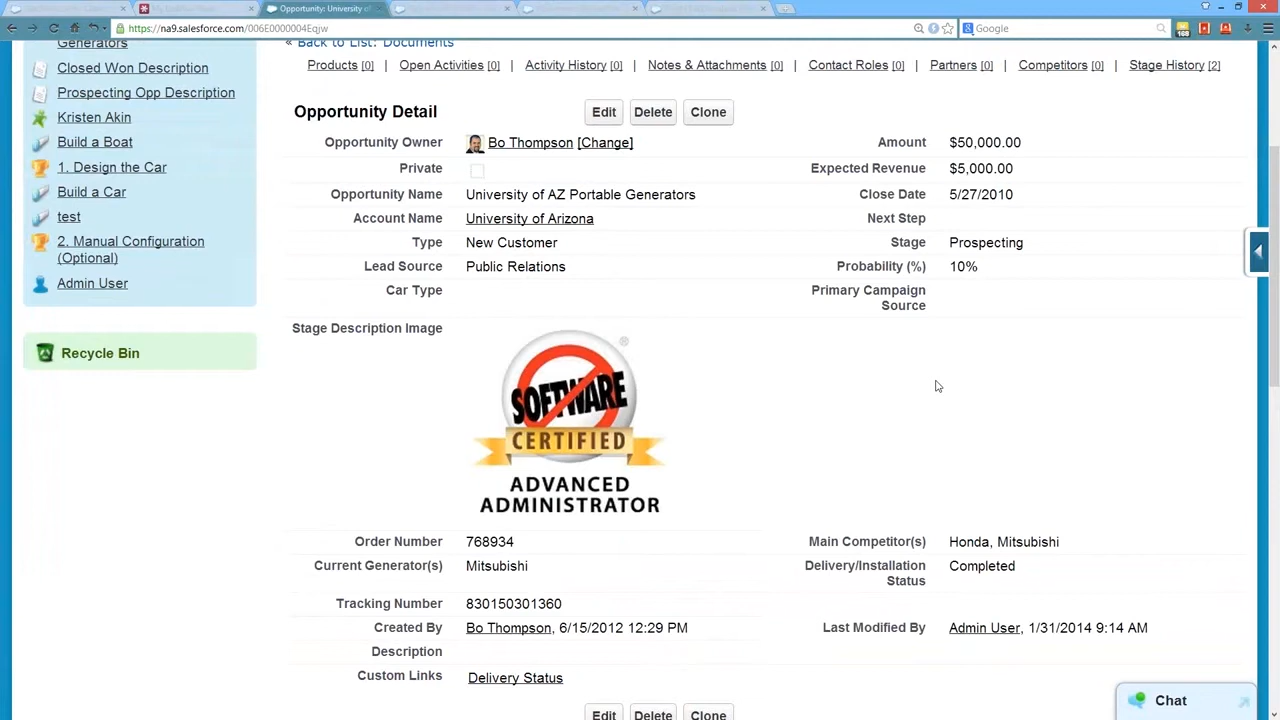 Opportunity: University of
https://na9.salesforce.com/006E0000004Eqjw
Google
168
Generators
Closed Won Description
Prospecting Opp Description
Kristen Akin
Build a Boat
1. Design the Car
Build a Car
test
2. Manual Configuration
(Optional)
Admin User
Recycle Bin
« Back to List: Documents
Products [0] | Open Activities [0] | Activity History [0] | Notes & Attachments [0] | Contact Roles [0] | Partners [0] | Competitors [0] | Stage History [2]
Opportunity Detail Edit Delete Clone
Opportunity Owner Bo Thompson [Change] Amount $50,000.00
Private Expected Revenue $5,000.00
Opportunity Name University of AZ Portable Generators Close Date 5/27/2010
Account Name University of Arizona Next Step
Type New Customer Stage Prospecting
Lead Source Public Relations Probability (%) 10%
Car Type Primary Campaign
Source
Stage Description Image
®
SOFTWARE
CERTIFIED
ADVANCED
ADMINISTRATOR
Order Number 768934 Main Competitor(s) Honda, Mitsubishi
Current Generator(s) Mitsubishi Delivery/Installation
Status Completed
Tracking Number 830150301360
Created By Bo Thompson, 6/15/2012 12:29 PM Last Modified By Admin User, 1/31/2014 9:14 AM
Description
Custom Links Delivery Status
Edit Delete Clone
Chat